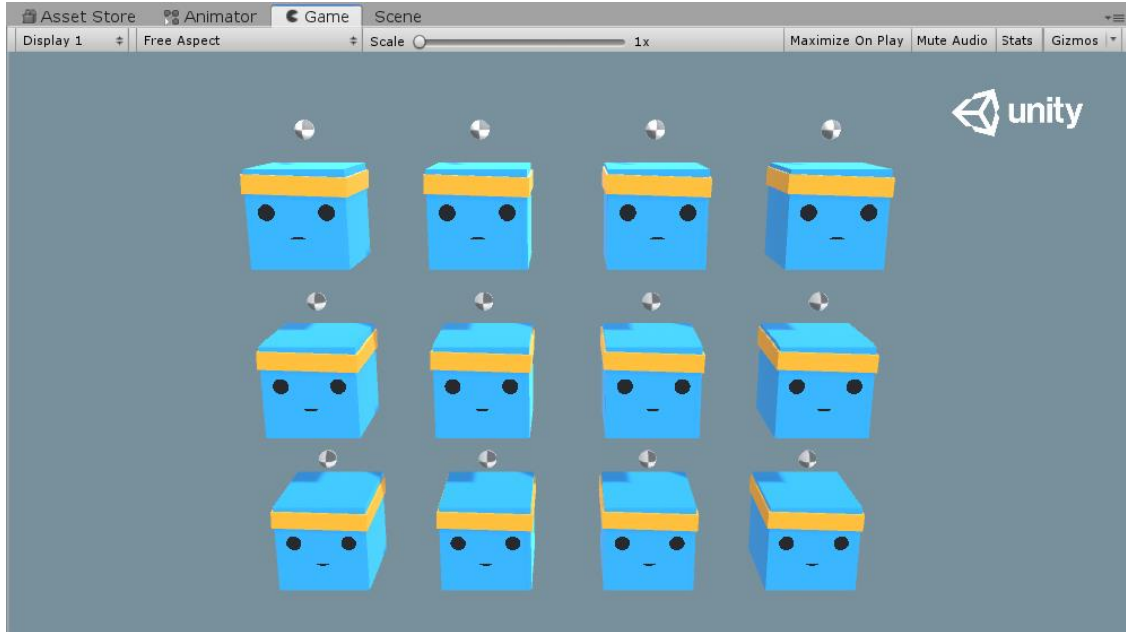 Asset Store Animator Game Scene
Display 1 Free Aspect Scale 1x Maximize On Play Mute Audio Stats Gizmos
unity